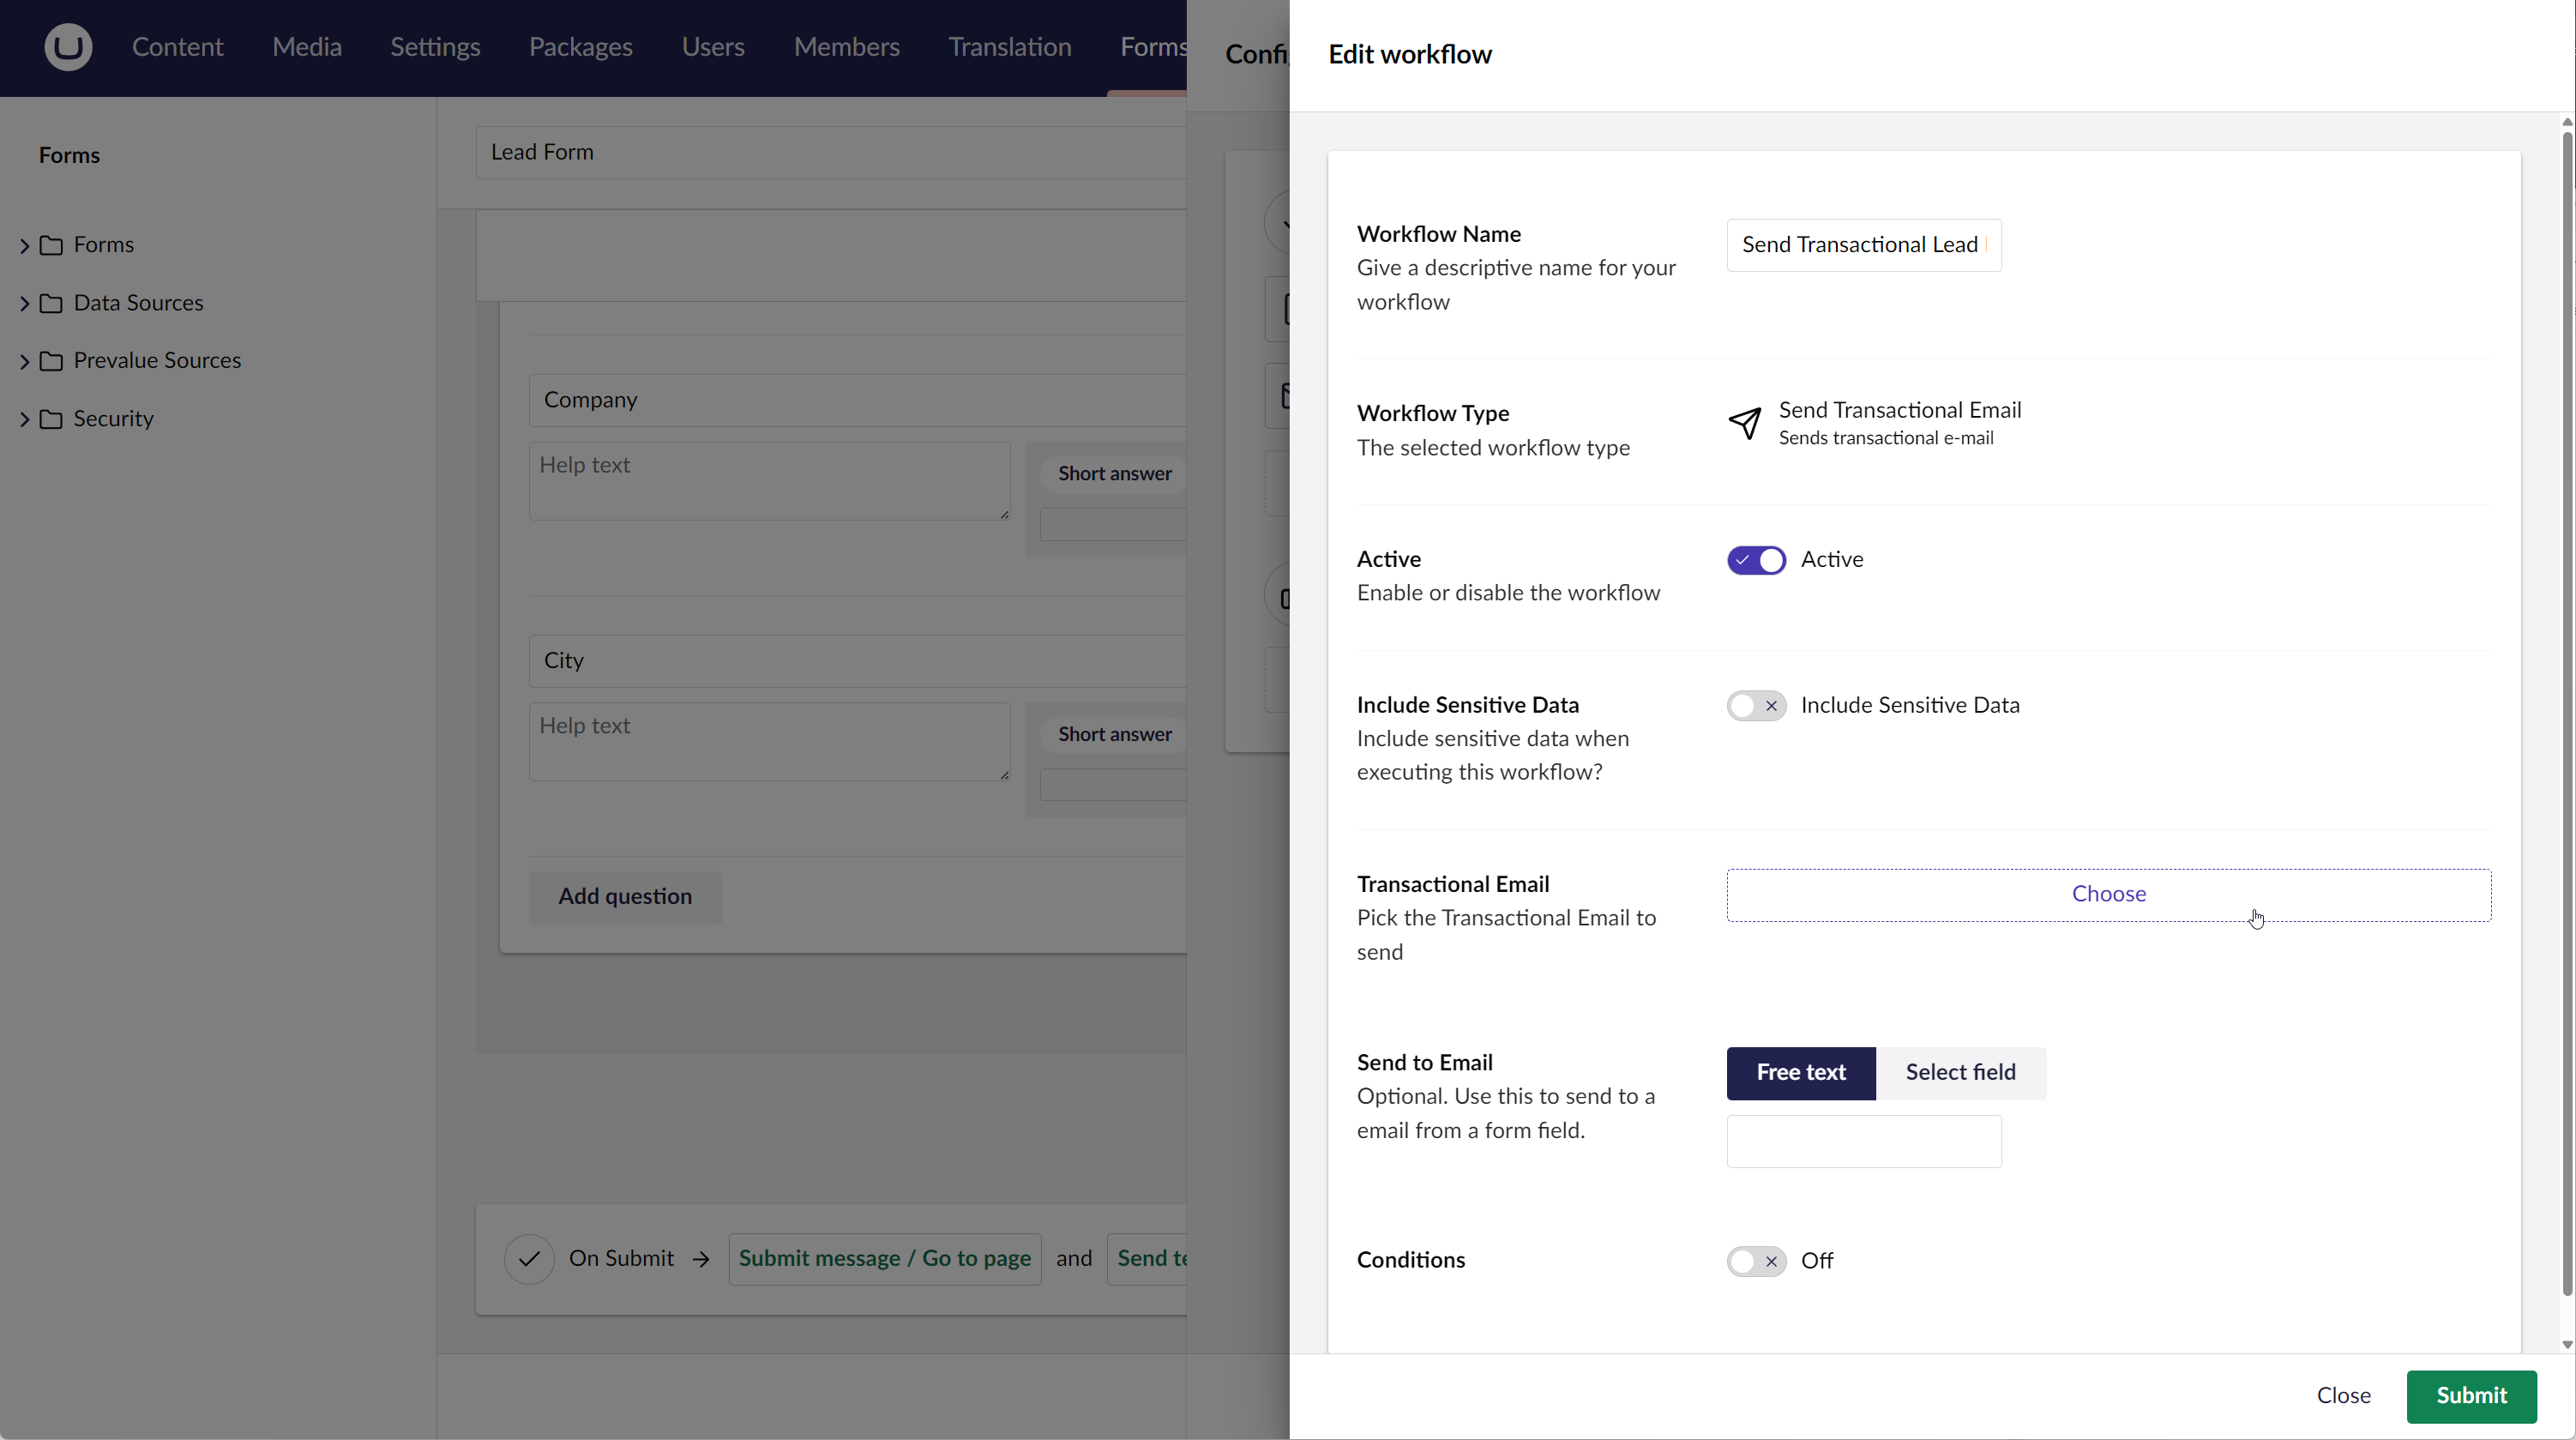 Content Media Settings Packages Users Members Translation Forms
Forms
Forms
Data Sources
Prevalue Sources
Security
Lead Form
Company
Help text
Short answer
City
Help text
Short answer
Add question
On Submit → Submit message / Go to page and Send te
Confi
Edit workflow
Workflow Name
Give a descriptive name for your
workflow
Send Transactional Lead
Workflow Type
The selected workflow type
Send Transactional Email
Sends transactional e-mail
Active
Enable or disable the workflow
Active
Include Sensitive Data
Include sensitive data when
executing this workflow?
Include Sensitive Data
Transactional Email
Pick the Transactional Email to
send
Choose
Send to Email
Optional. Use this to send to a
email from a form field.
Free text Select field
Conditions
Off
Close Submit